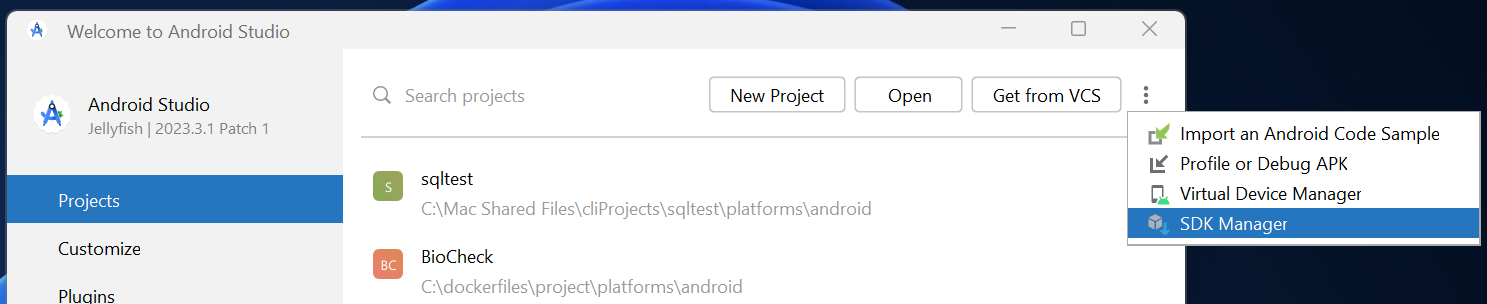 Welcome to Android Studio
Android Studio
Jellyfish | 2023.3.1 Patch 1
Projects
Customize
Plugins
Search projects
New Project
Open
Get from VCS
Import an Android Code Sample
Profile or Debug APK
Virtual Device Manager
SDK Manager
S
sqltest
C:\Mac Shared Files\cliProjects\sqltest\platforms\android
BC
BioCheck
C:\dockerfiles\project\platforms\android